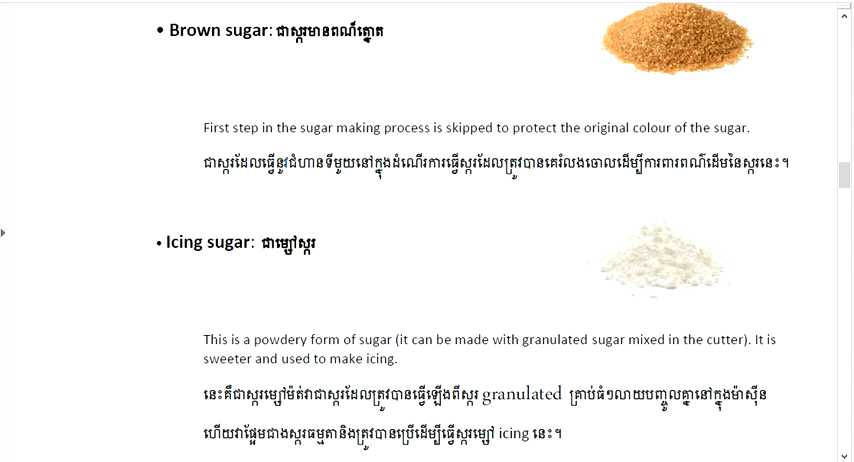 • Brown sugar: ជាស្ករមានពណ៌ត្នោត
First step in the sugar making process is skipped to protect the original colour of the sugar.
ជាស្ករដែលធ្វើនូវជំហានទីមួយនៅក្នុងដំណើរការធ្វើស្ករដែលត្រូវបានគេរំលងចោលដើម្បីការពារពណ៌ដើមនៃស្ករនេះ។
• Icing sugar: ជាម្សៅស្ករ
This is a powdery form of sugar (it can be made with granulated sugar mixed in the cutter). It is
sweeter and used to make icing.
នេះគឺជាស្ករម្សៅម៉ត់វាជាស្ករដែលត្រូវបានធ្វើឡើងពីស្ករ granulated គ្រាប់ធំៗលាយបញ្ចូលគ្នានៅក្នុងម៉ាស៊ីន
ហើយវាផ្អែមជាងស្ករធម្មតានិងត្រូវបានប្រើដើម្បីធ្វើស្ករម្សៅ icing នេះ។